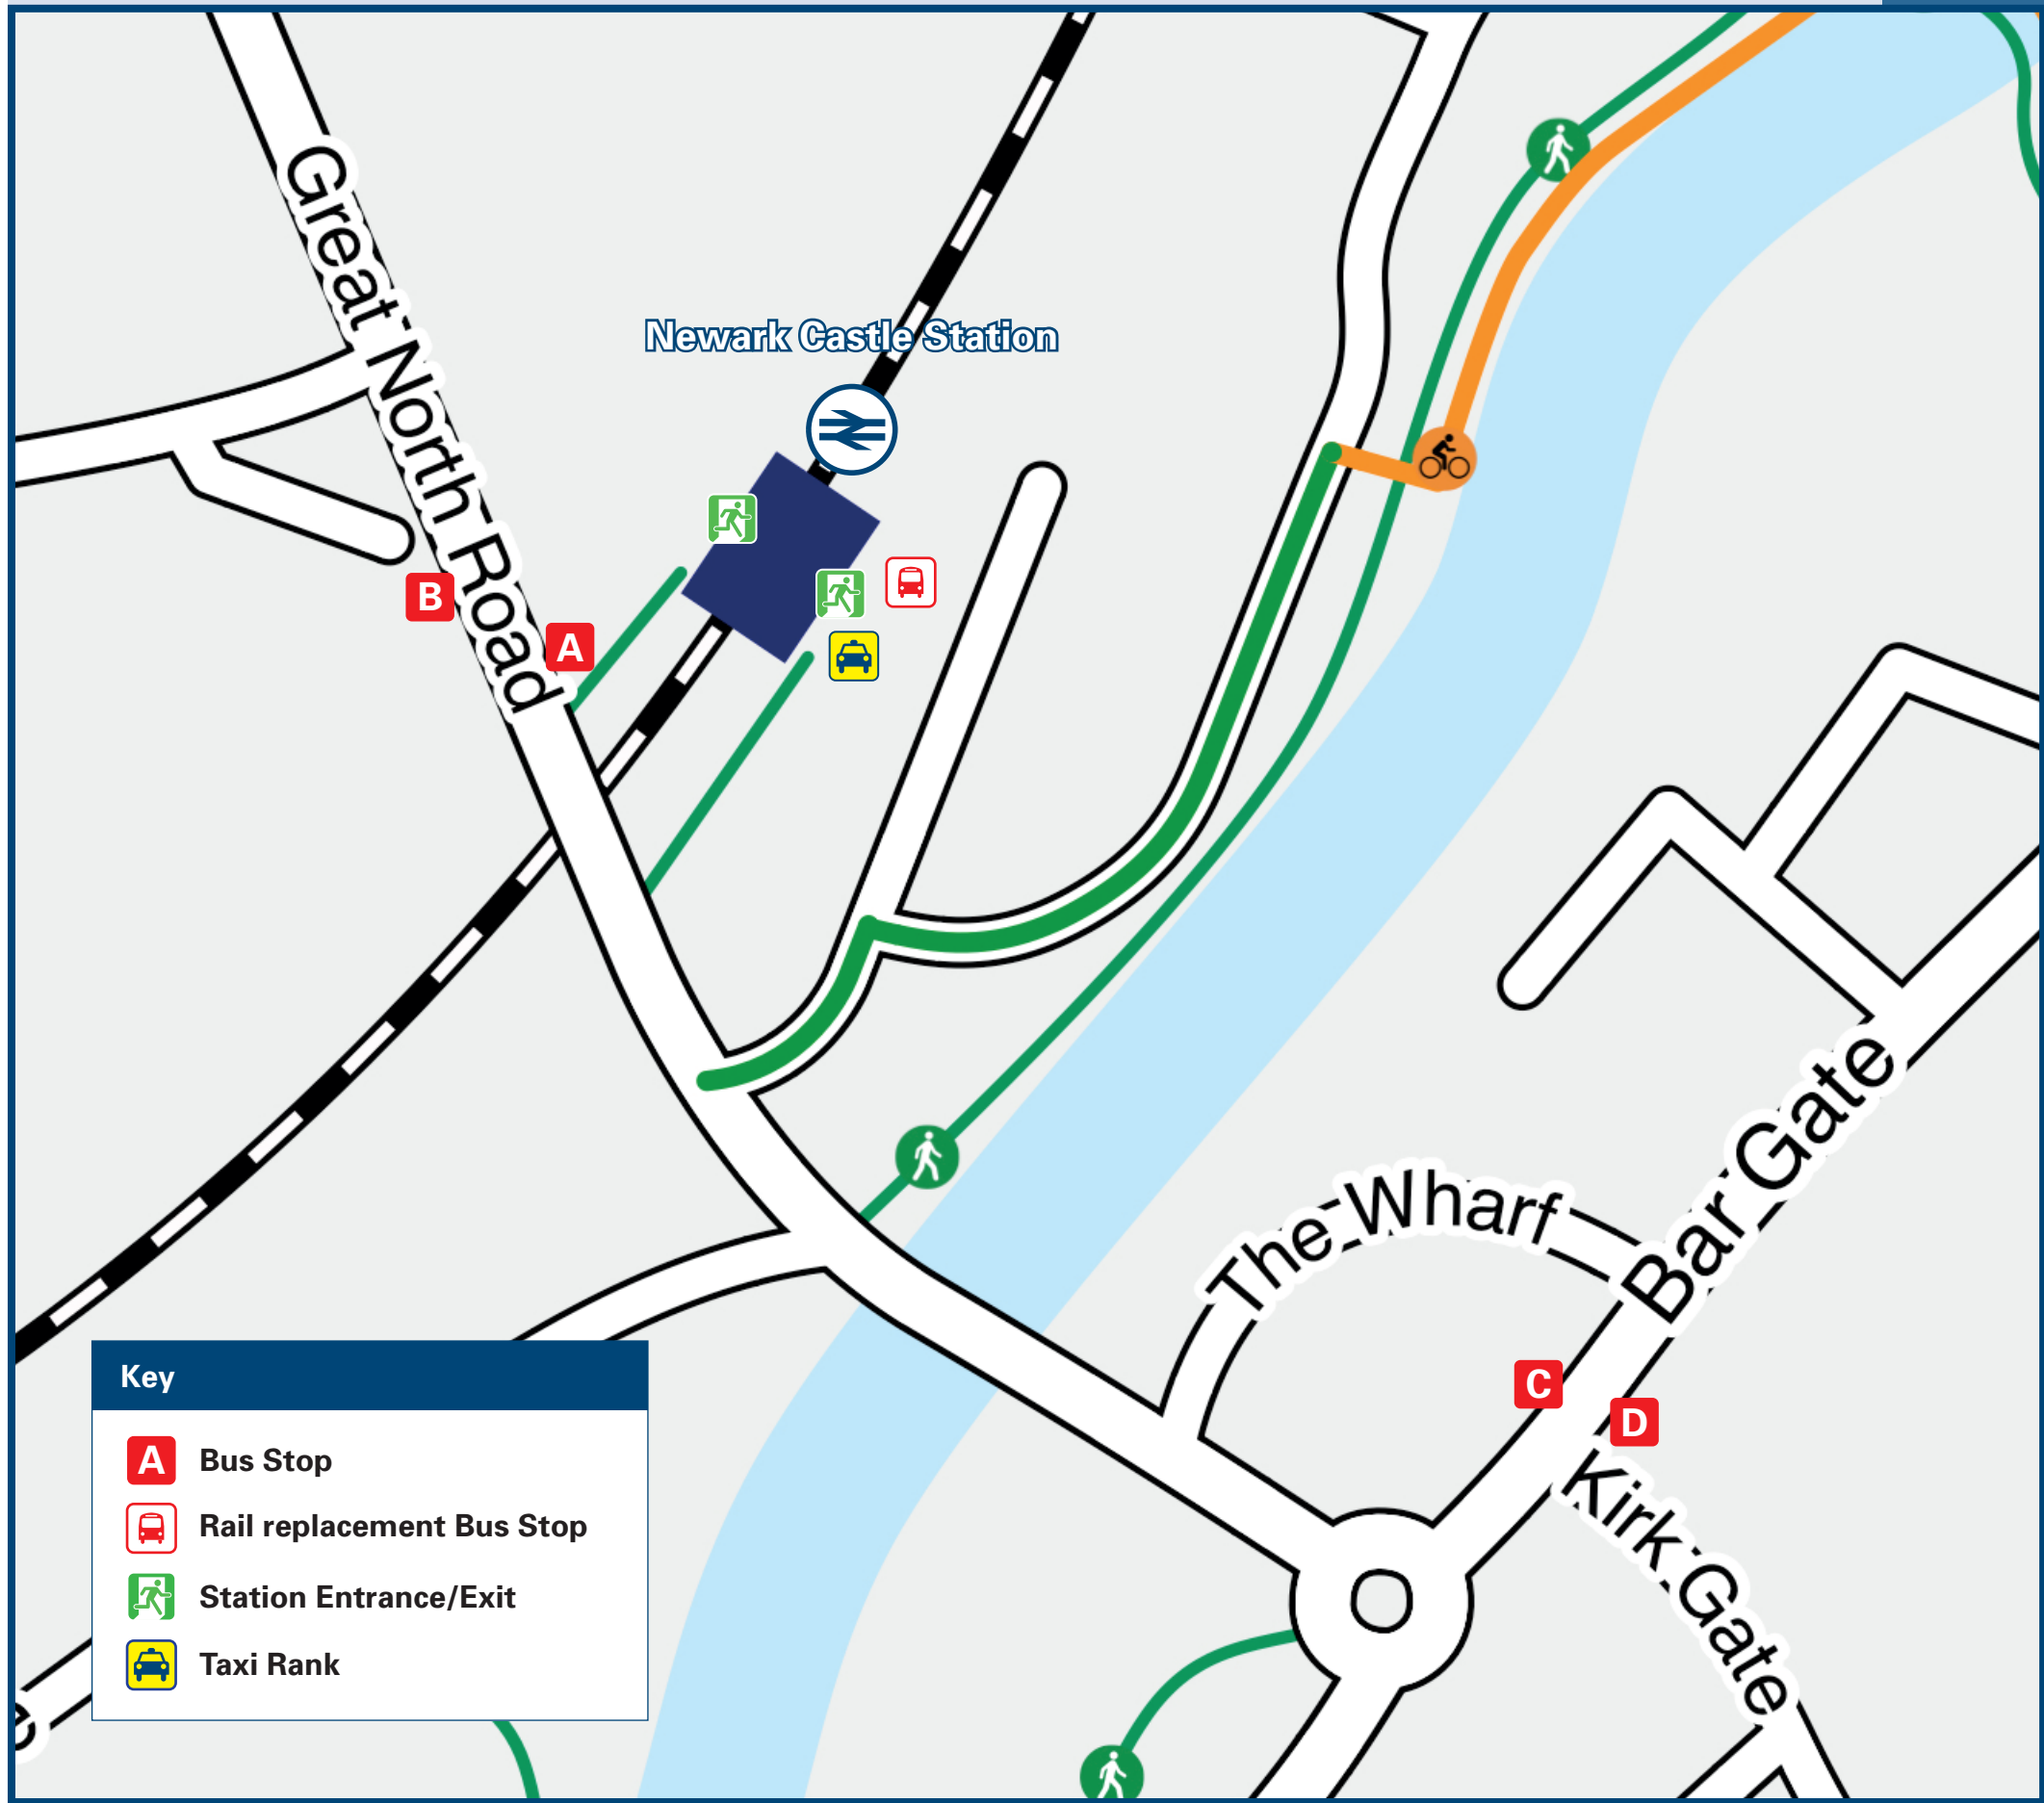 Great North Road
Newark Castle Station
B
A
Bar Gate
The Wharf
C
D
Kirk Gate
Key
A Bus Stop
Rail replacement Bus Stop
Station Entrance/Exit
Taxi Rank
e